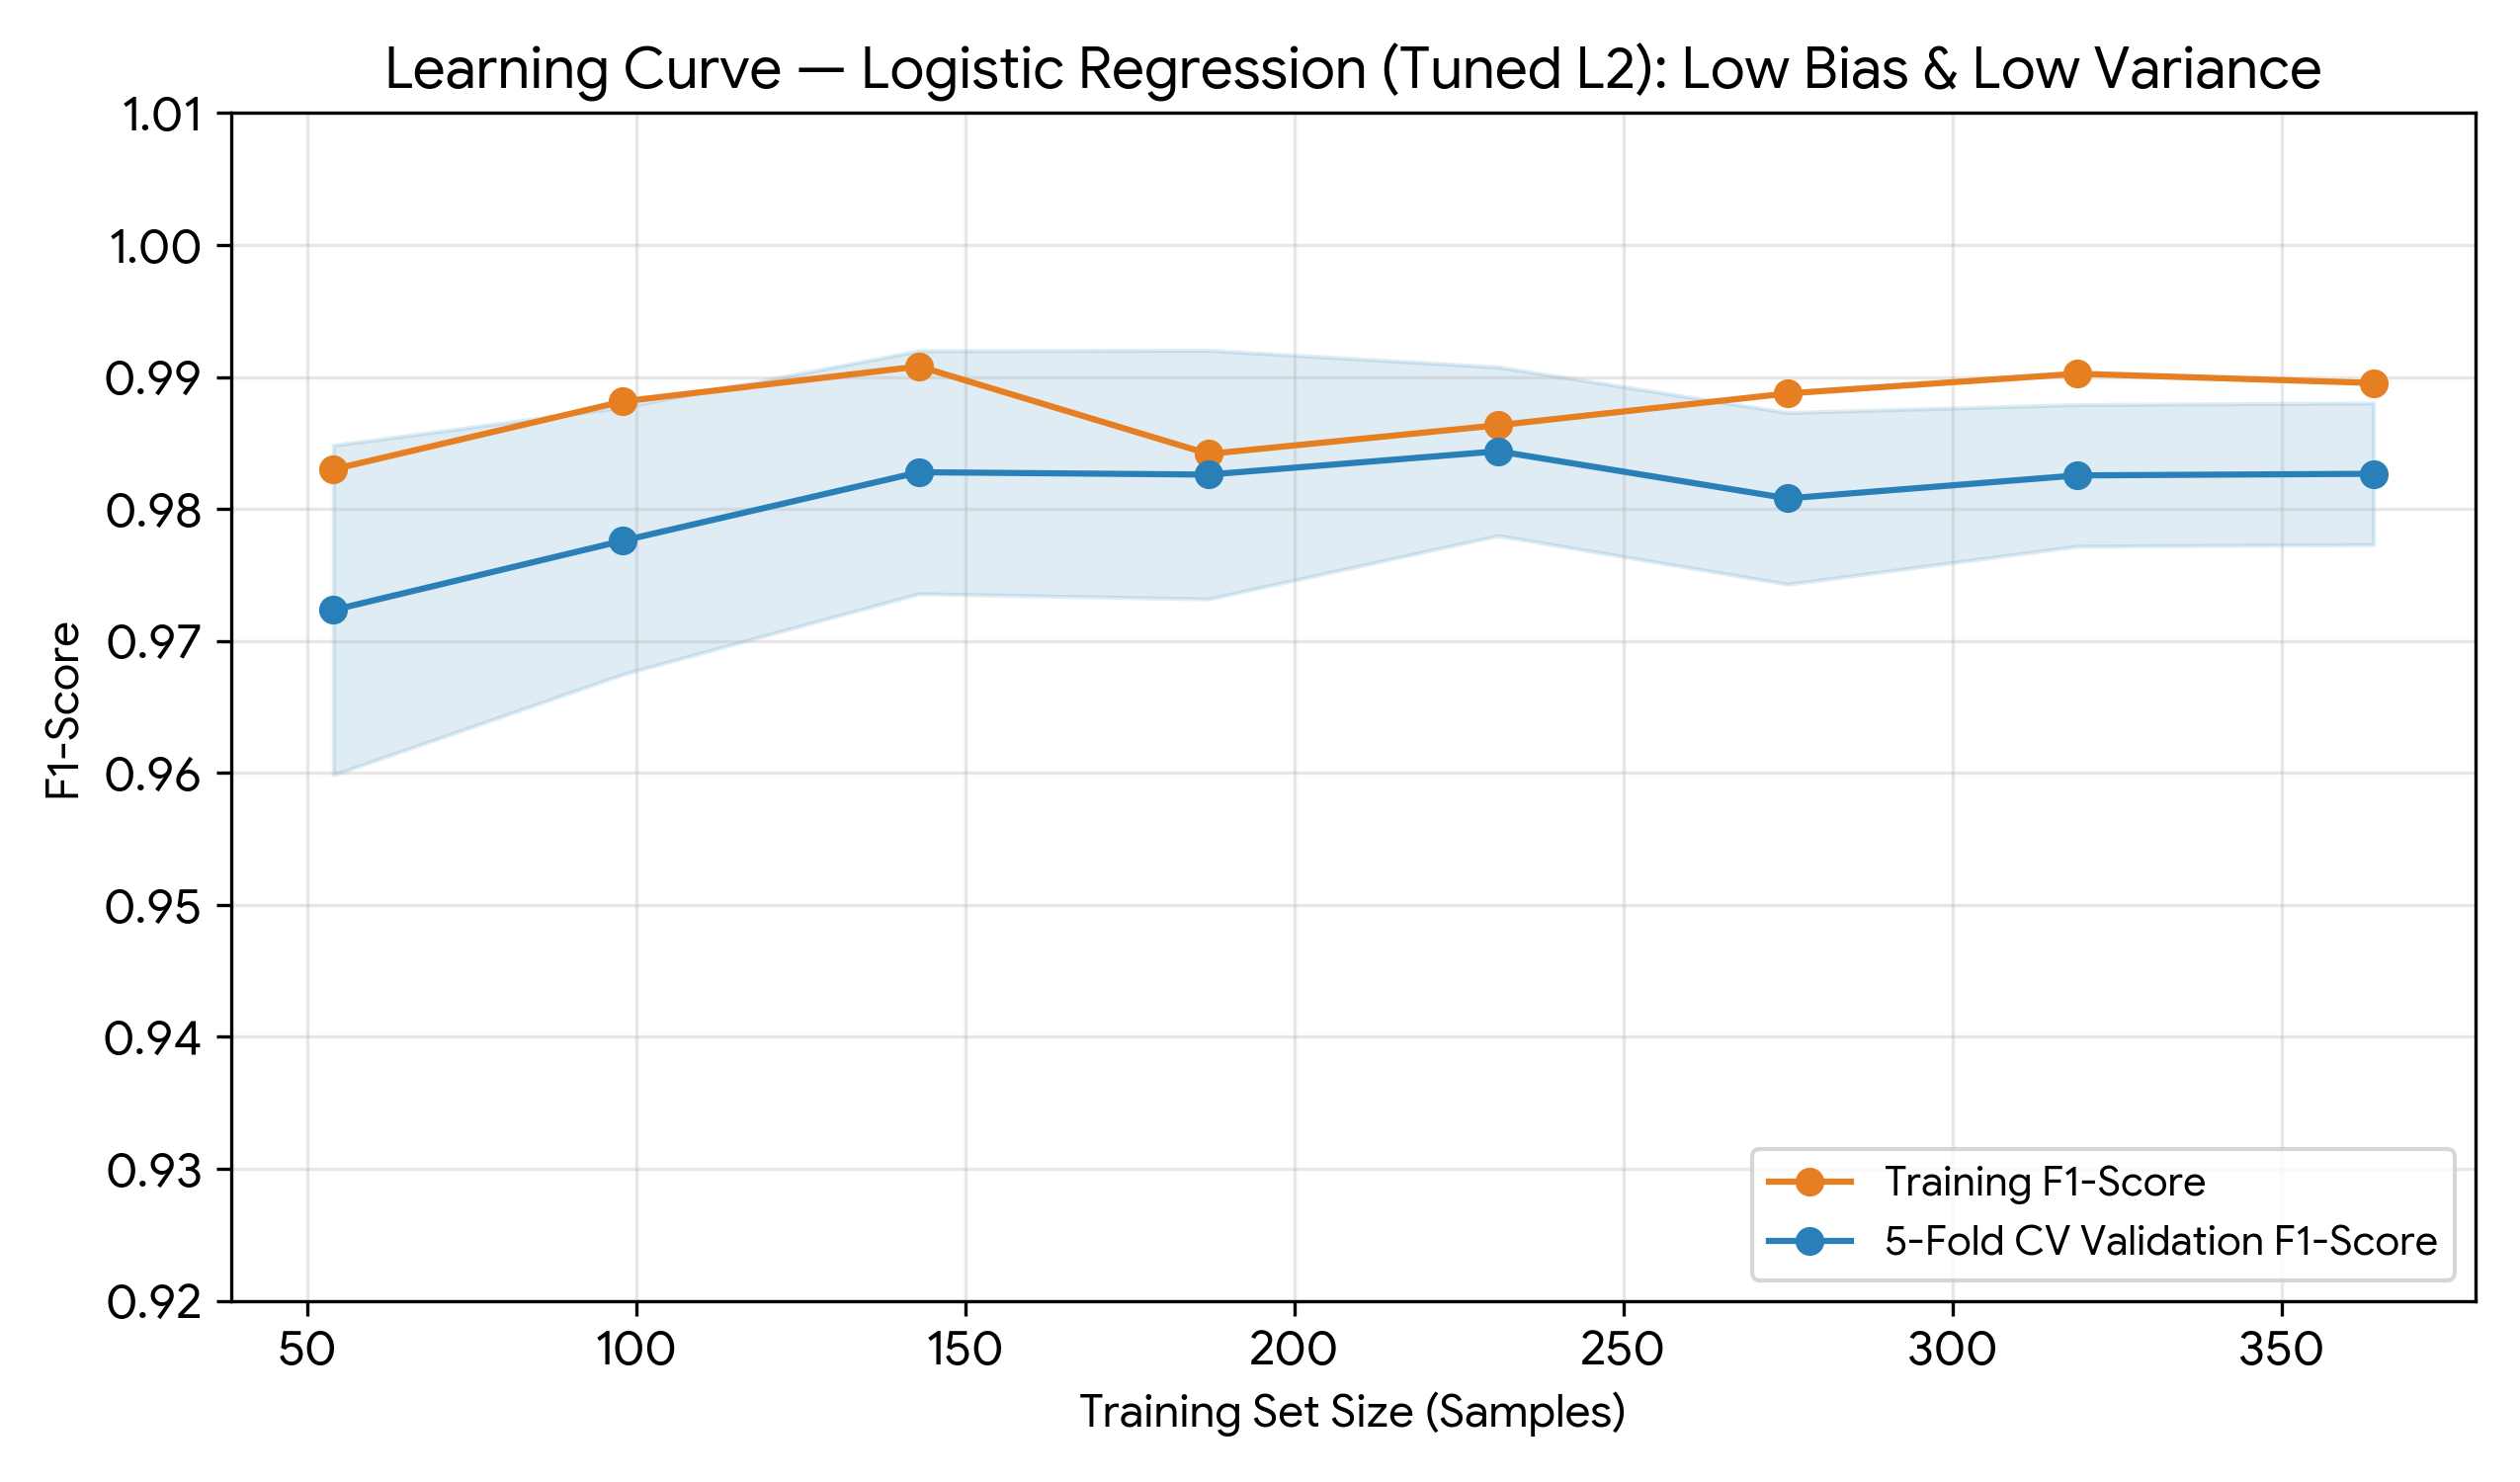 Learning Curve — Logistic Regression (Tuned L2): Low Bias & Low Variance
1.01
1.00
0.99
0.98
0.97
0.96
0.95
0.94
0.93
0.92
F1-Score
Training F1-Score
5-Fold CV Validation F1-Score
50 100 150 200 250 300 350
Training Set Size (Samples)